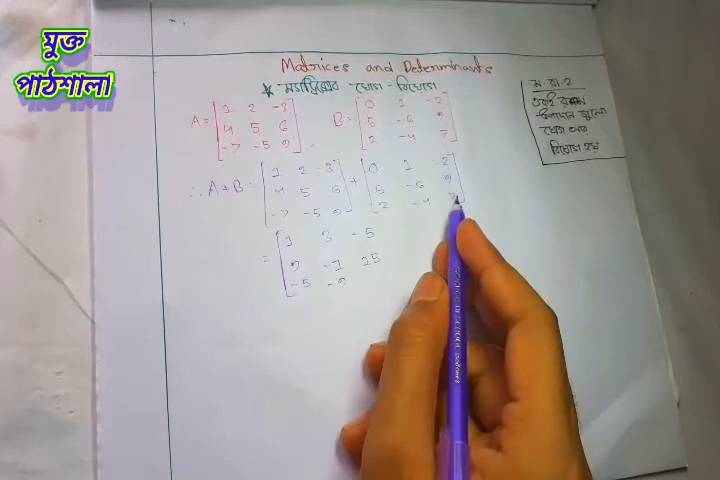 মুক্ত
পাঠশালা
Matrices and Determinants
* ম্যাট্রিক্সের যোগ-বিয়োগ
A = [1 2 -3
4 5 6
-7 -5 9]
B = [0 1 -2
5 -6 9
2 -4 7]
∴ A+B = [1 2 -3
4 5 6
-7 -5 9] + [0 1 -2
5 -6 9
2 -4 7]
= [1 3 -5
9 -1 15
-5 -9
যোগ
বিয়োগ হয়